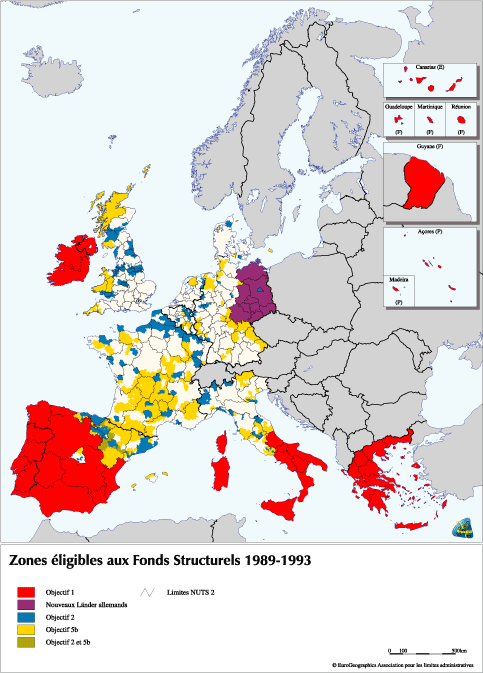 Canarias (E)
Guadeloupe Martinique Réunion
(F) (F) (F)
Guyane (F)
Açores (P)
Madeira
(P)
Zones éligibles aux Fonds Structurels 1989-1993
Objectif 1
Limites NUTS 2
Nouveaux Länder allemands
Objectif 2
Objectif 5b
Objectif 2 et 5b
0 100 500km
© EuroGeographics Association pour les limites administratives